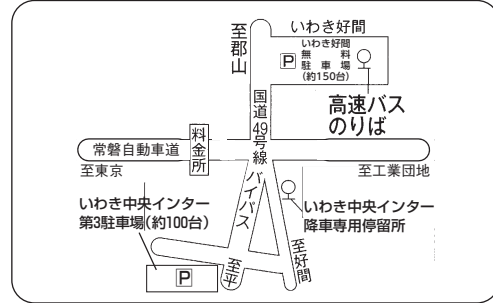 いわき好間
至郡山
いわき好間
無料
駐車場
(約150台)
P
高速バス
のりば
国道49号線
料金所
常磐自動車道
至東京
至工業団地
バイパス
いわき中央インター
第3駐車場(約100台)
いわき中央インター
降車専用停留所
至好間
至平
P